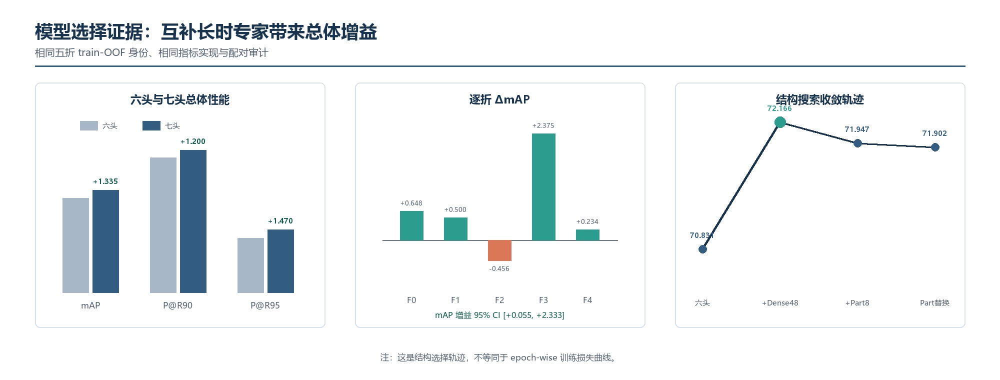 模型选择证据：互补长时专家带来总体增益
相同五折 train-OOF 身份、相同指标实现与配对审计
六头与七头总体性能
六头
七头
+1.335
+1.200
+1.470
mAP
P@R90
P@R95
逐折 ΔmAP
+0.648
+0.500
-0.456
+2.375
+0.234
F0
F1
F2
F3
F4
mAP 增益 95% CI [+0.055, +2.333]
结构搜索收敛轨迹
70.831
72.166
71.947
71.902
六头
+Dense48
+Part8
Part替换
注：这是结构选择轨迹，不等同于 epoch-wise 训练损失曲线。